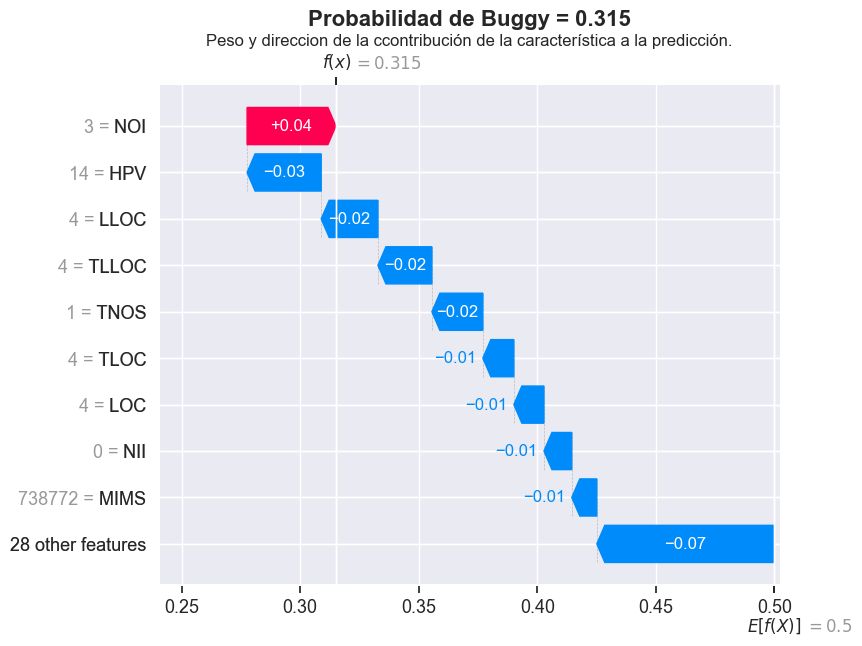 Probabilidad de Buggy = 0.315
Peso y direccion de la ccontribución de la característica a la predicción.
f(x) = 0.315
3 = NOI +0.04
14 = HPV −0.03
4 = LLOC −0.02
4 = TLLOC −0.02
1 = TNOS −0.02
4 = TLOC −0.01
4 = LOC −0.01
0 = NII −0.01
738772 = MIMS −0.01
28 other features −0.07
0.25 0.30 0.35 0.40 0.45 0.50
E[f(X)] = 0.5